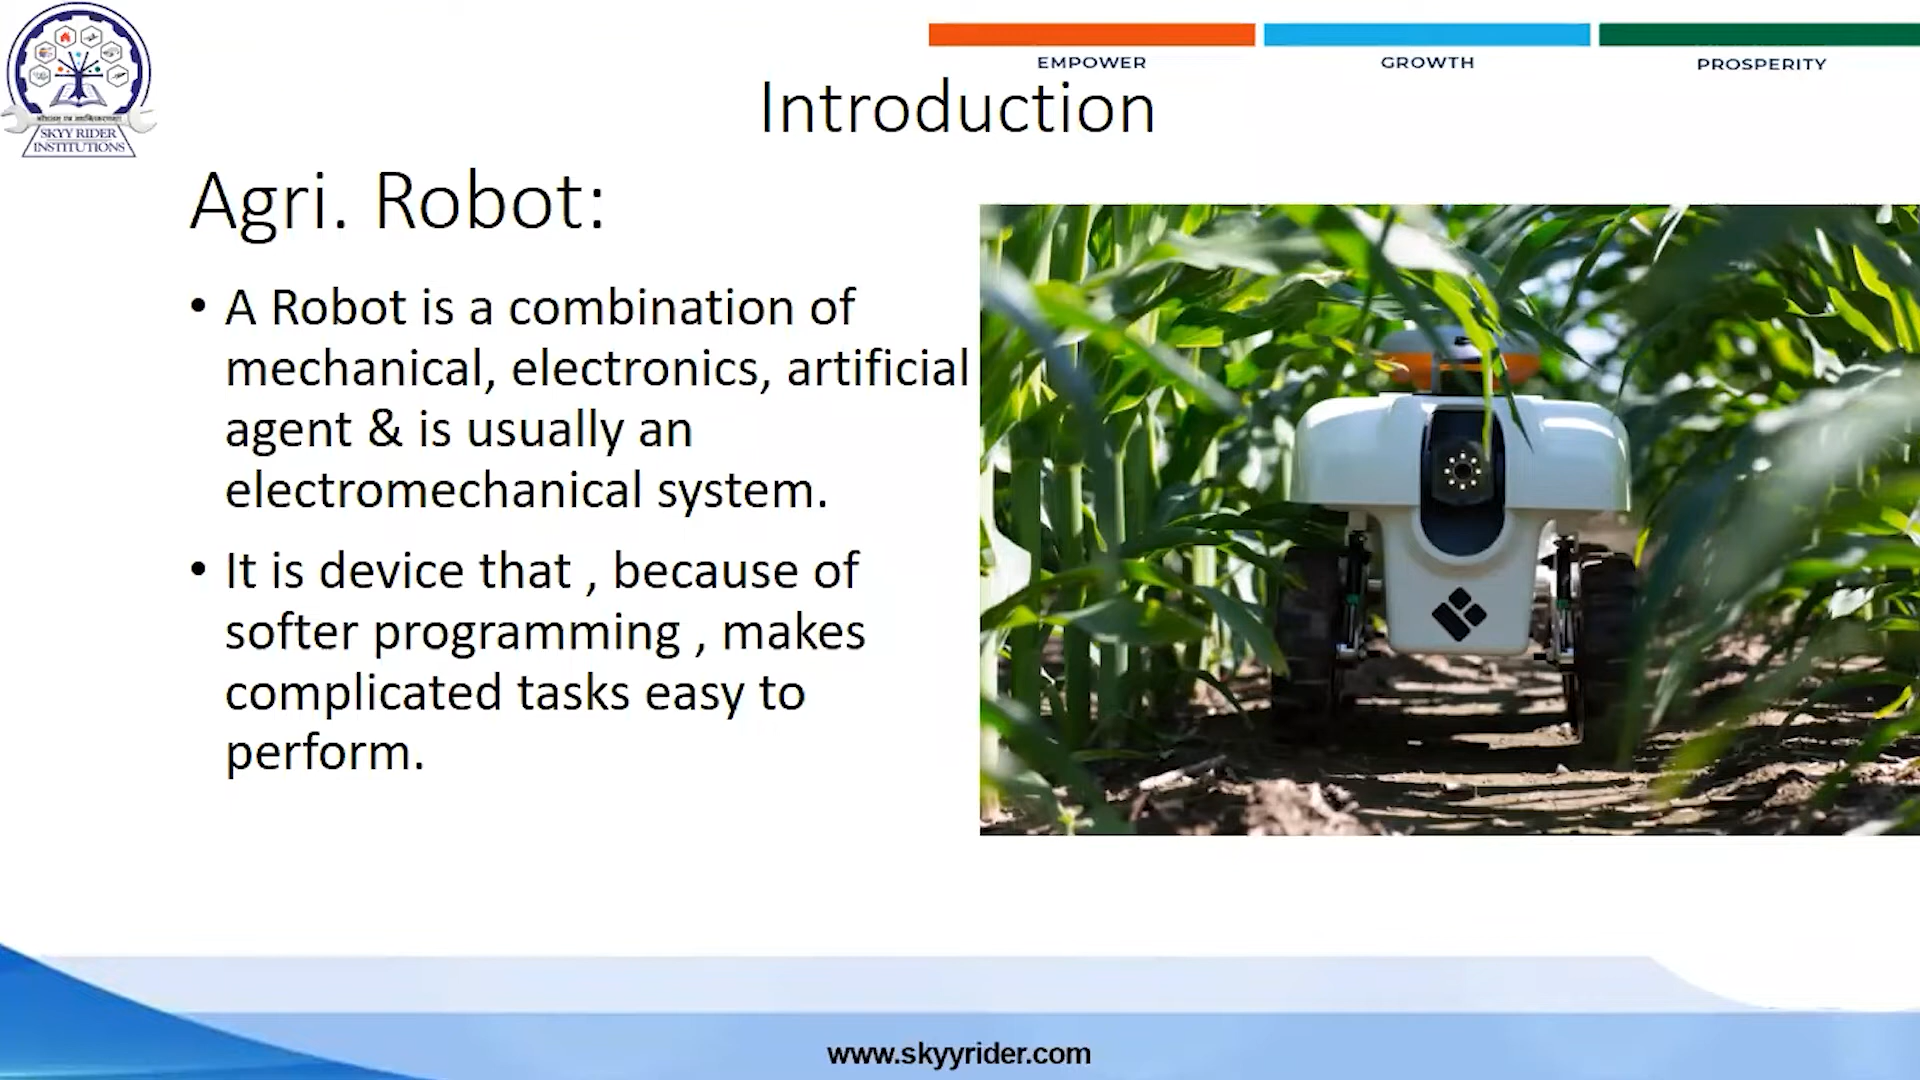 EMPOWER
GROWTH
PROSPERITY
SKYY RIDER
INSTITUTIONS
Introduction
Agri. Robot:
• A Robot is a combination of
mechanical, electronics, artificial
agent & is usually an
electromechanical system.
• It is device that , because of
softer programming , makes
complicated tasks easy to
perform.
www.skyyrider.com